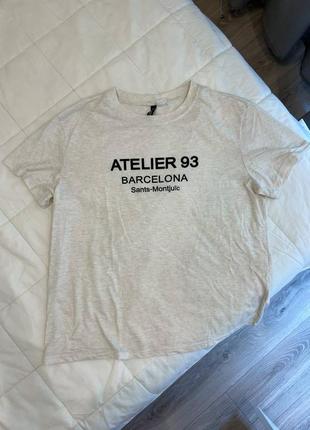 ATELIER 93
BARCELONA
Sants-Montjuïc